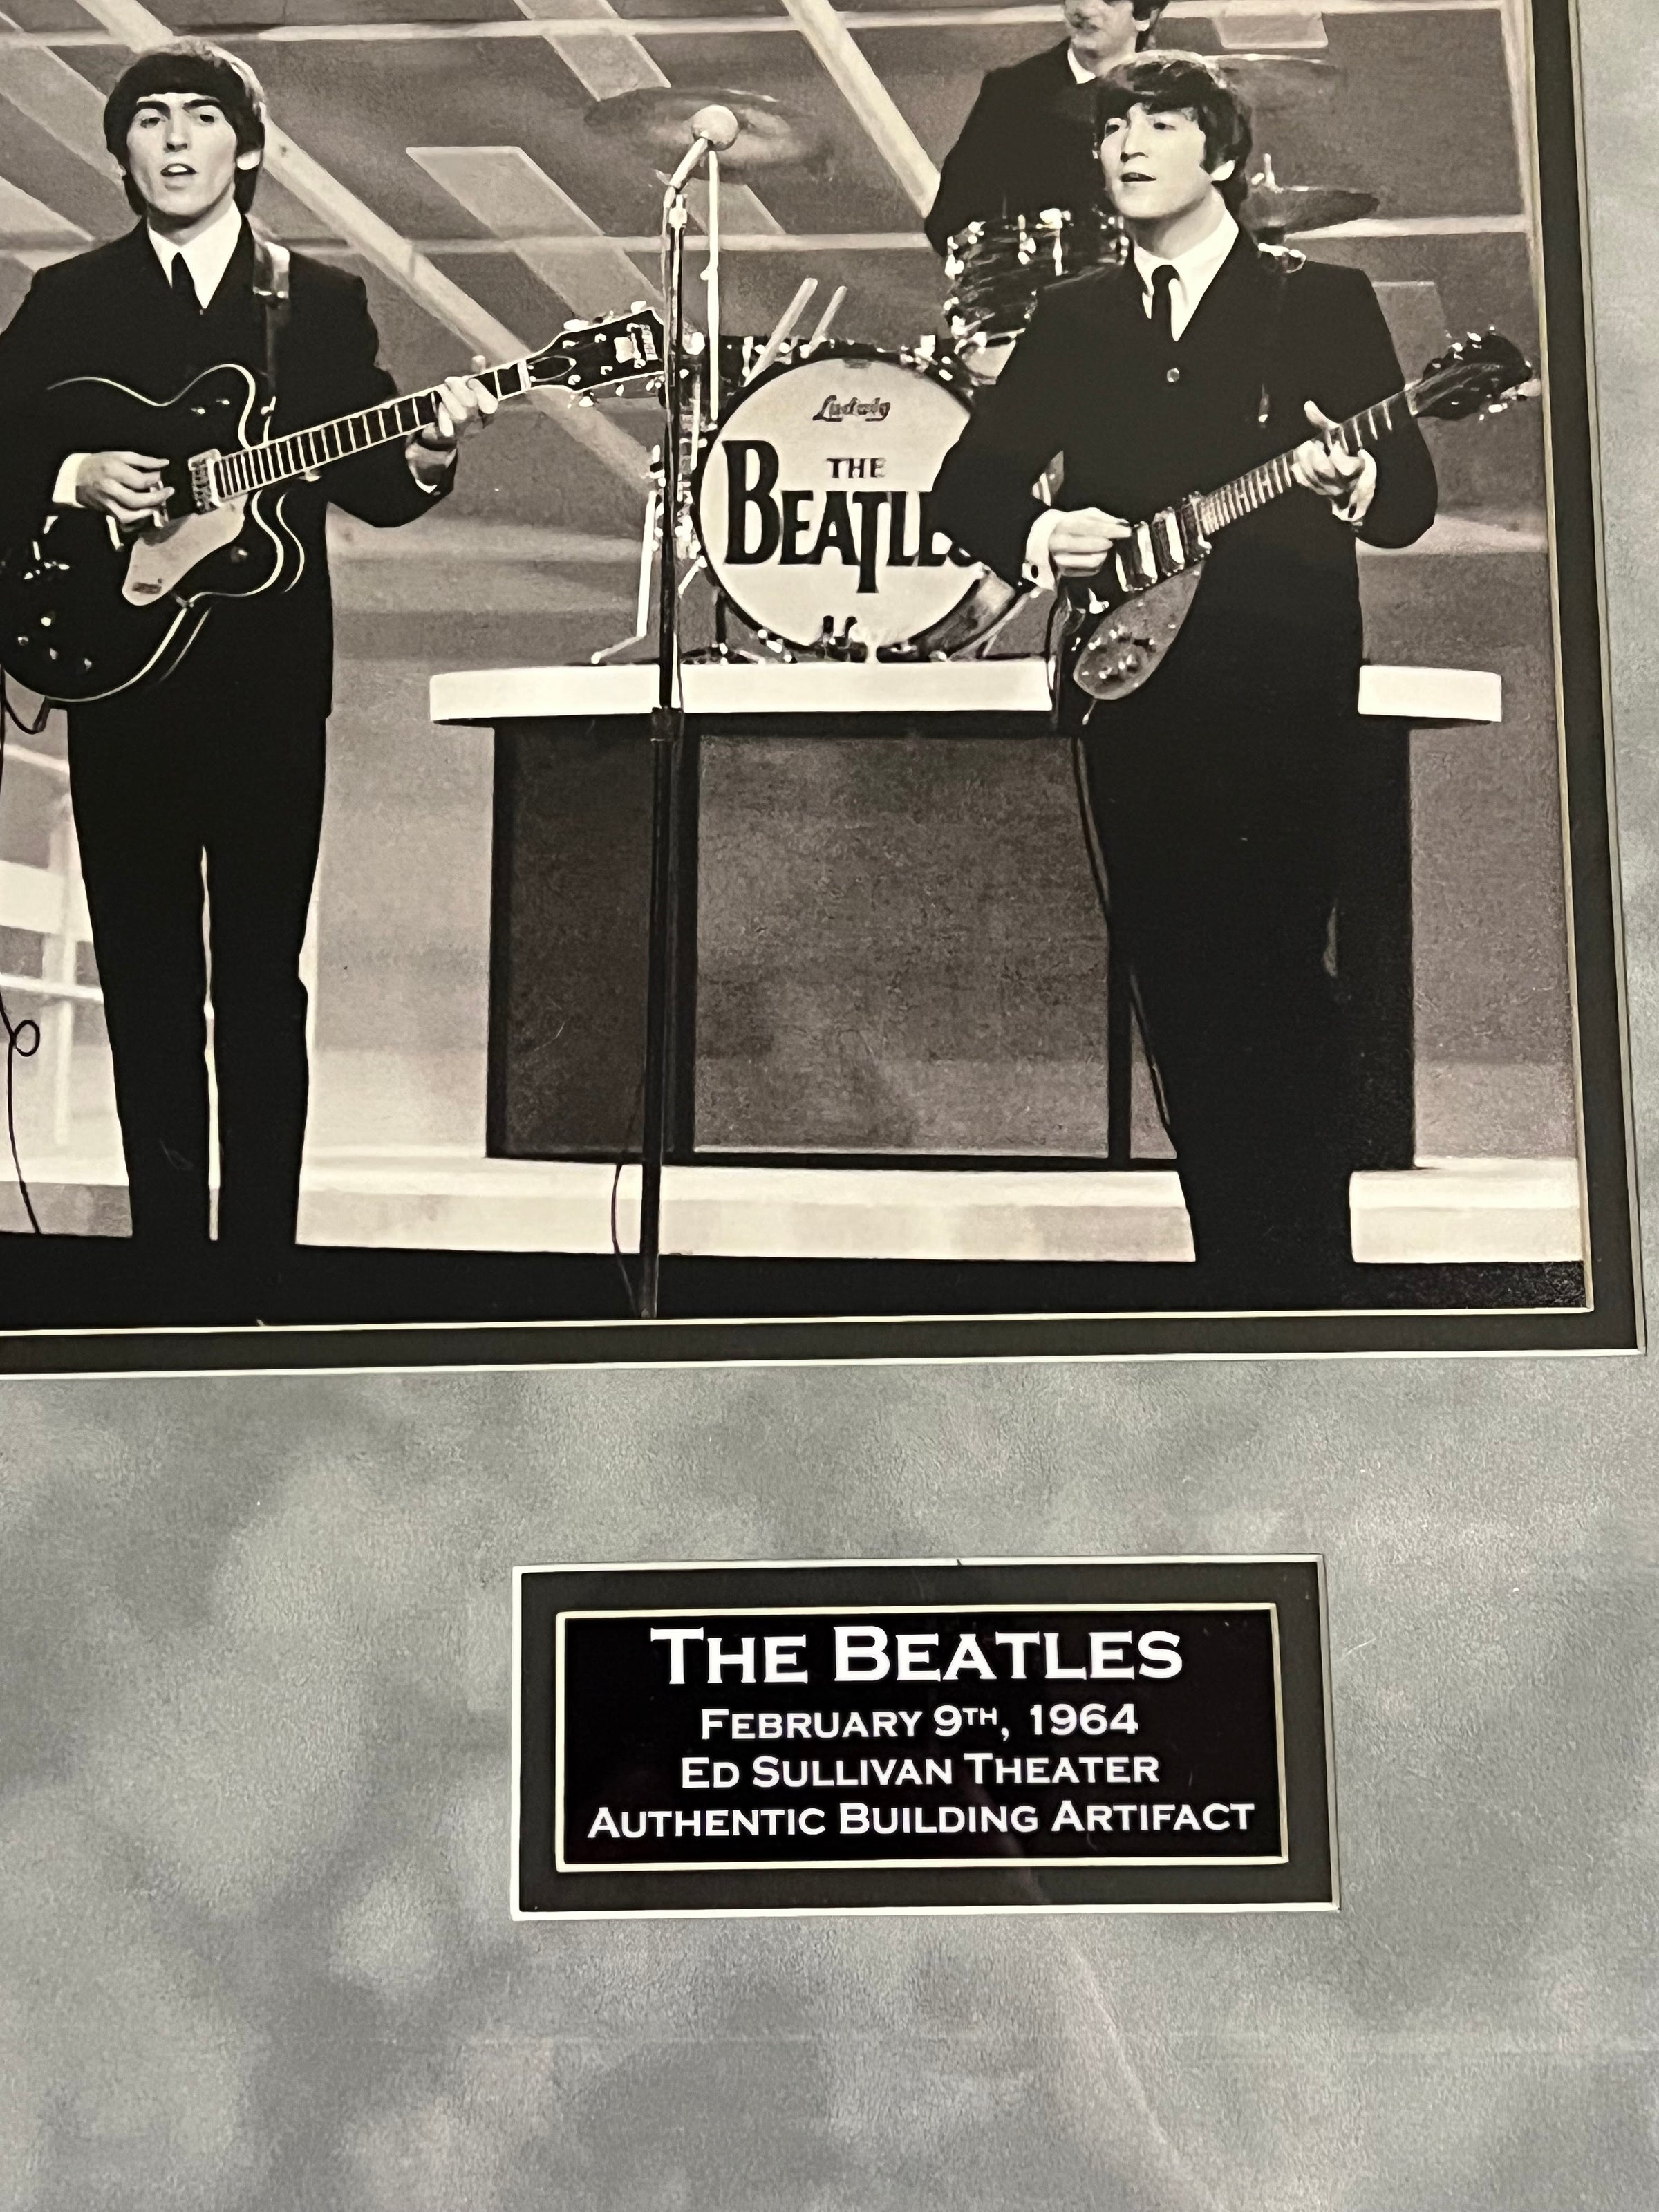 Ludwig
THE
BEATLES
THE BEATLES
FEBRUARY 9TH, 1964
ED SULLIVAN THEATER
AUTHENTIC BUILDING ARTIFACT